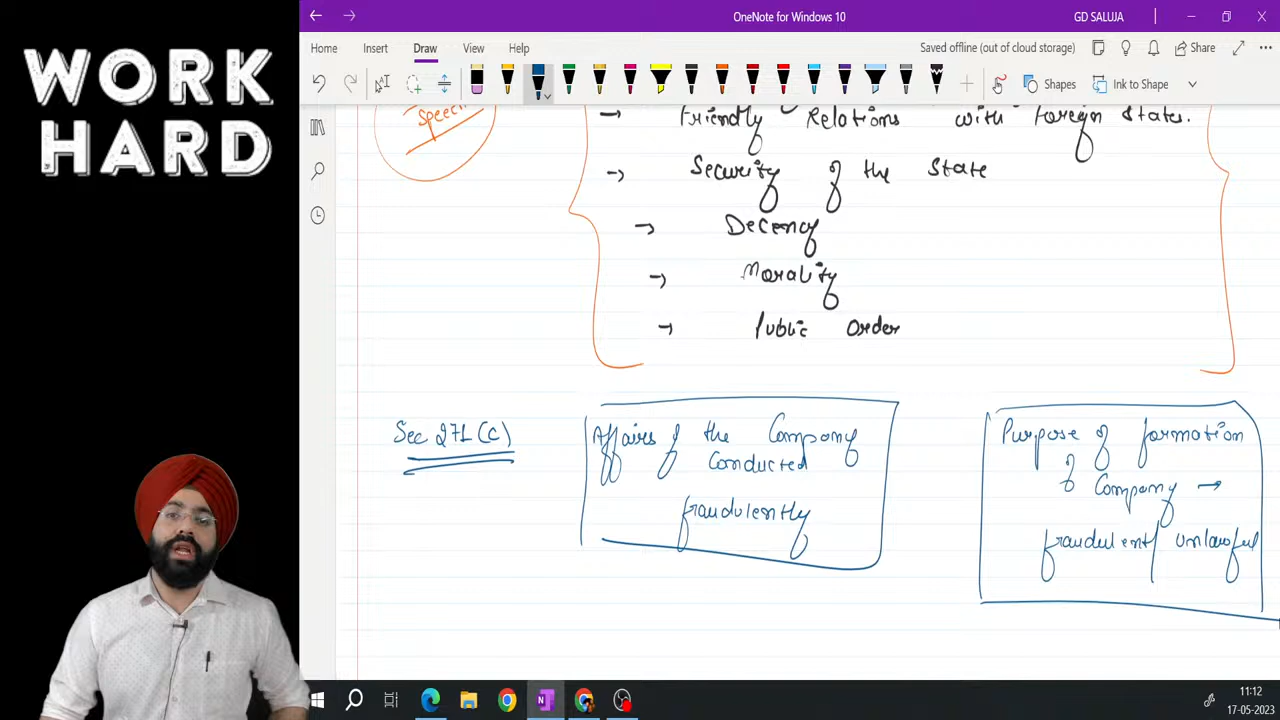 WORK
HARD
OneNote for Windows 10
GD SALUJA
Home Insert Draw View Help
Saved offline (out of cloud storage)
Share
Shapes
Ink to Shape
Speech
→ Friendly Relations with Foreign States.
→ Security of the State
→ Decency
→ Morality
→ Public Order
Sec 271 (c)
Affairs of the Company
Conducted
fraudulently
Purpose of formation
of Company →
fraudulent/ unlawful
11:12
17-05-2023